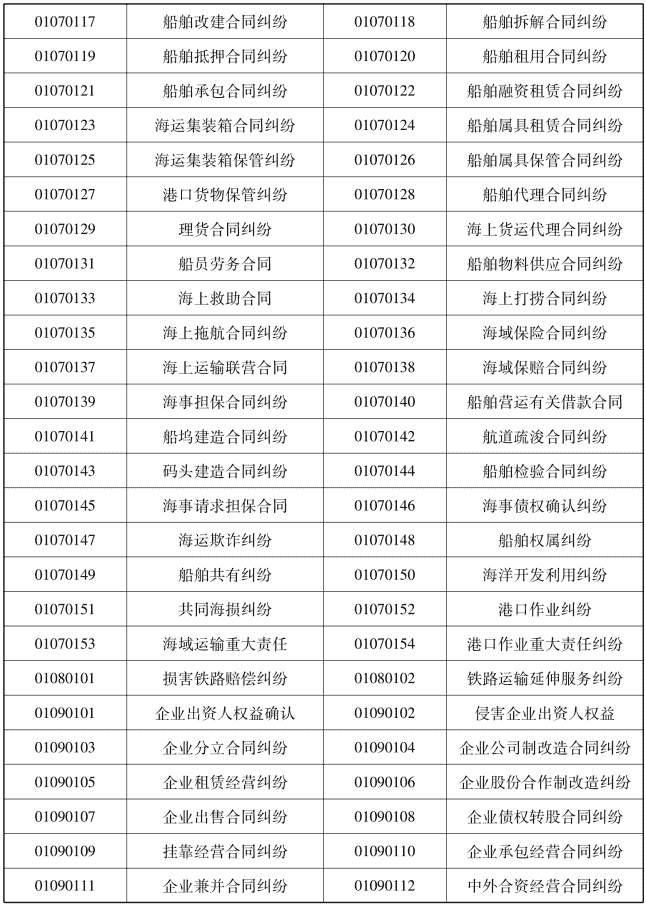 01070117 船舶改建合同纠纷 01070118 船舶拆解合同纠纷
01070119 船舶抵押合同纠纷 01070120 船舶租用合同纠纷
01070121 船舶承包合同纠纷 01070122 船舶融资租赁合同纠纷
01070123 海运集装箱合同纠纷 01070124 船舶属具租赁合同纠纷
01070125 海运集装箱保管纠纷 01070126 船舶属具保管合同纠纷
01070127 港口货物保管纠纷 01070128 船舶代理合同纠纷
01070129 理货合同纠纷 01070130 海上货运代理合同纠纷
01070131 船员劳务合同 01070132 船舶物料供应合同纠纷
01070133 海上救助合同 01070134 海上打捞合同纠纷
01070135 海上拖航合同纠纷 01070136 海域保险合同纠纷
01070137 海上运输联营合同 01070138 海域保赔合同纠纷
01070139 海事担保合同纠纷 01070140 船舶营运有关借款合同
01070141 船坞建造合同纠纷 01070142 航道疏浚合同纠纷
01070143 码头建造合同纠纷 01070144 船舶检验合同纠纷
01070145 海事请求担保合同 01070146 海事债权确认纠纷
01070147 海运欺诈纠纷 01070148 船舶权属纠纷
01070149 船舶共有纠纷 01070150 海洋开发利用纠纷
01070151 共同海损纠纷 01070152 港口作业纠纷
01070153 海域运输重大责任 01070154 港口作业重大责任纠纷
01080101 损害铁路赔偿纠纷 01080102 铁路运输延伸服务纠纷
01090101 企业出资人权益确认 01090102 侵害企业出资人权益
01090103 企业分立合同纠纷 01090104 企业公司制改造合同纠纷
01090105 企业租赁经营纠纷 01090106 企业股份合作制改造纠纷
01090107 企业出售合同纠纷 01090108 企业债权转股合同纠纷
01090109 挂靠经营合同纠纷 01090110 企业承包经营合同纠纷
01090111 企业兼并合同纠纷 01090112 中外合资经营合同纠纷